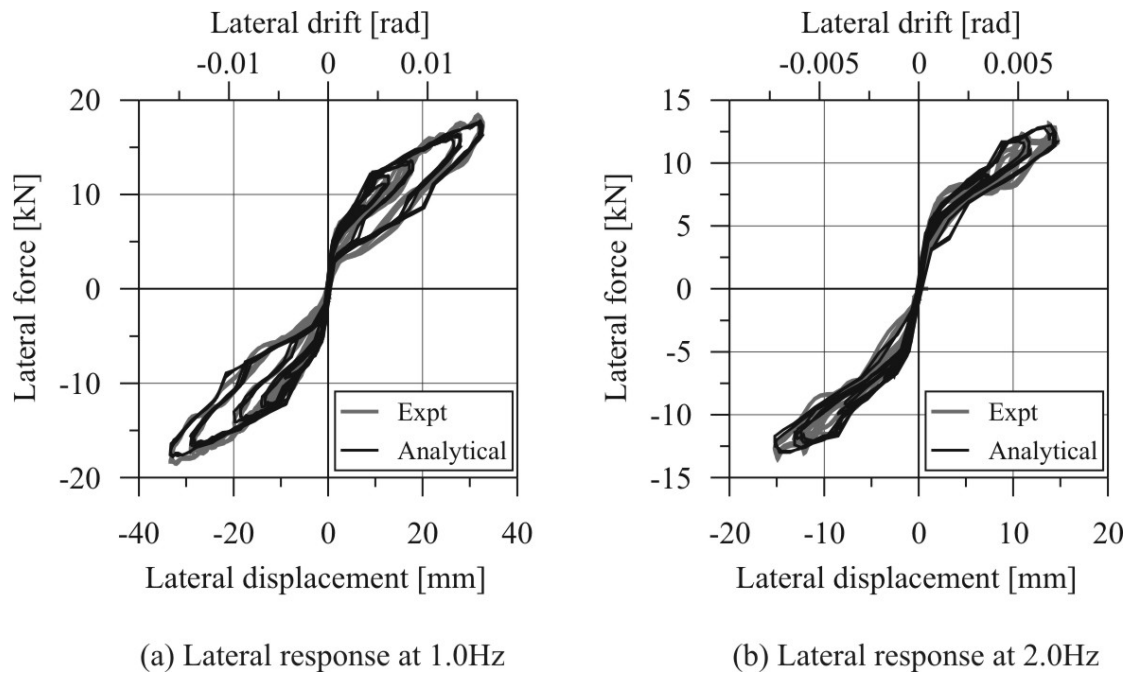 Lateral drift [rad]
-0.01 0 0.01
20
10
0
-10
-20
Lateral force [kN]
Expt
Analytical
-40 -20 0 20 40
Lateral displacement [mm]
(a) Lateral response at 1.0Hz
Lateral drift [rad]
-0.005 0 0.005
15
10
5
0
-5
-10
-15
Lateral force [kN]
Expt
Analytical
-20 -10 0 10 20
Lateral displacement [mm]
(b) Lateral response at 2.0Hz